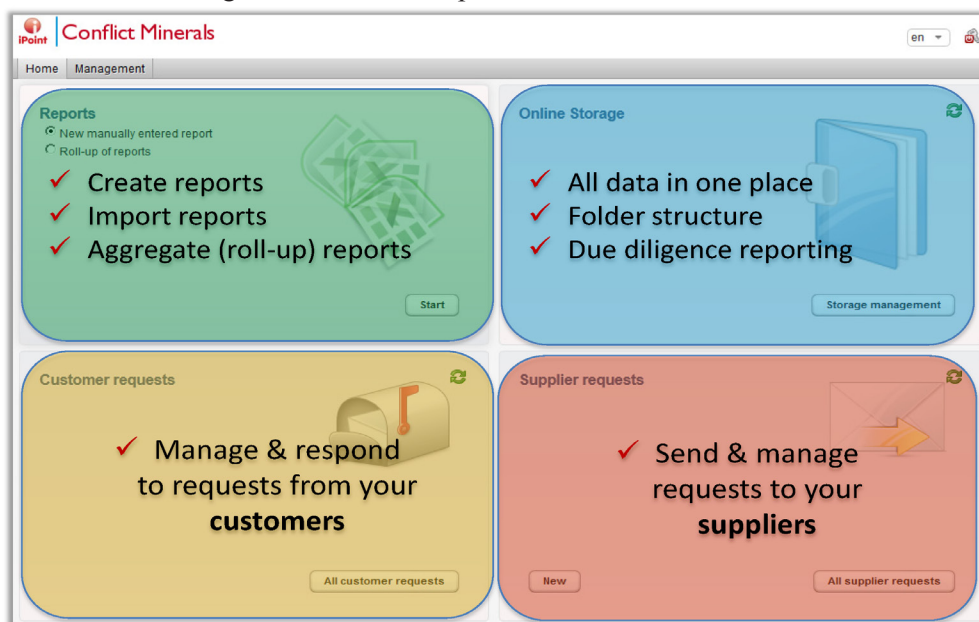 iPoint Conflict Minerals
en
Home Management
Reports
New manually entered report
Roll-up of reports
✓ Create reports
✓ Import reports
✓ Aggregate (roll-up) reports
Start
Online Storage
✓ All data in one place
✓ Folder structure
✓ Due diligence reporting
Storage management
Customer requests
✓ Manage & respond
to requests from your
customers
All customer requests
Supplier requests
✓ Send & manage
requests to your
suppliers
New
All supplier requests